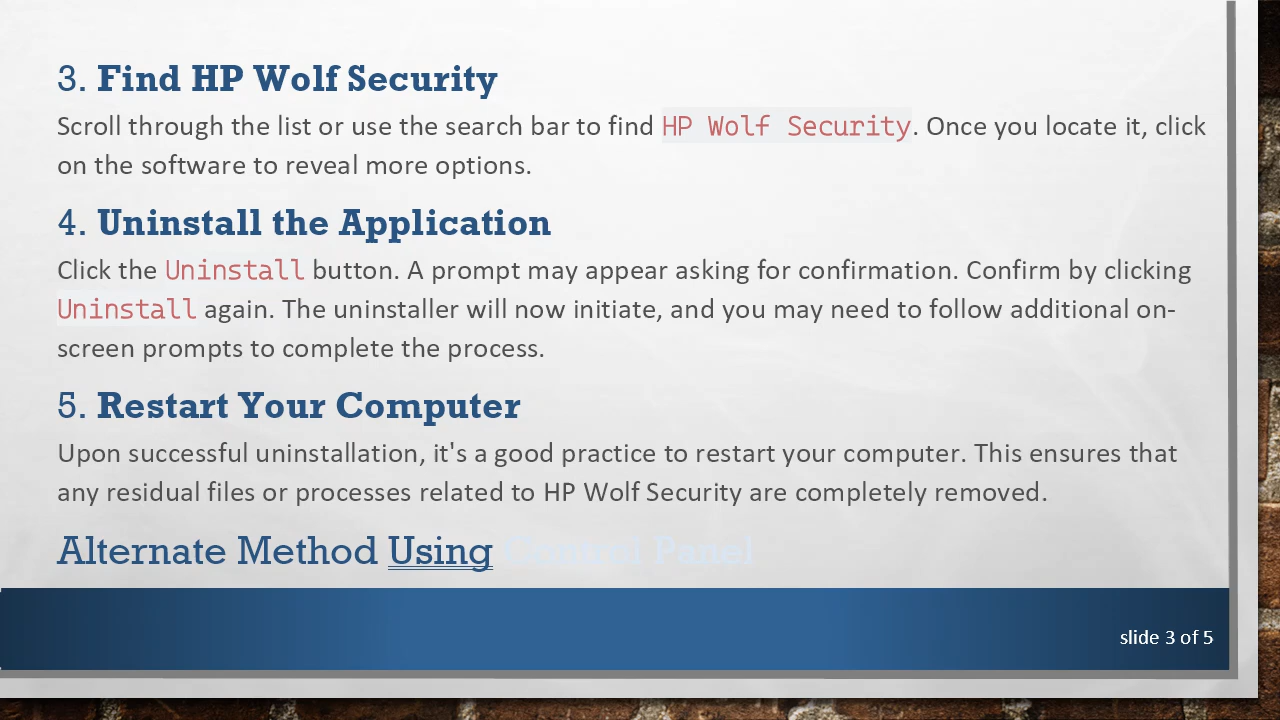 3. Find HP Wolf Security
Scroll through the list or use the search bar to find HP Wolf Security. Once you locate it, click
on the software to reveal more options.
4. Uninstall the Application
Click the Uninstall button. A prompt may appear asking for confirmation. Confirm by clicking
Uninstall again. The uninstaller will now initiate, and you may need to follow additional on-
screen prompts to complete the process.
5. Restart Your Computer
Upon successful uninstallation, it's a good practice to restart your computer. This ensures that
any residual files or processes related to HP Wolf Security are completely removed.
Alternate Method Using Control Panel
slide 3 of 5